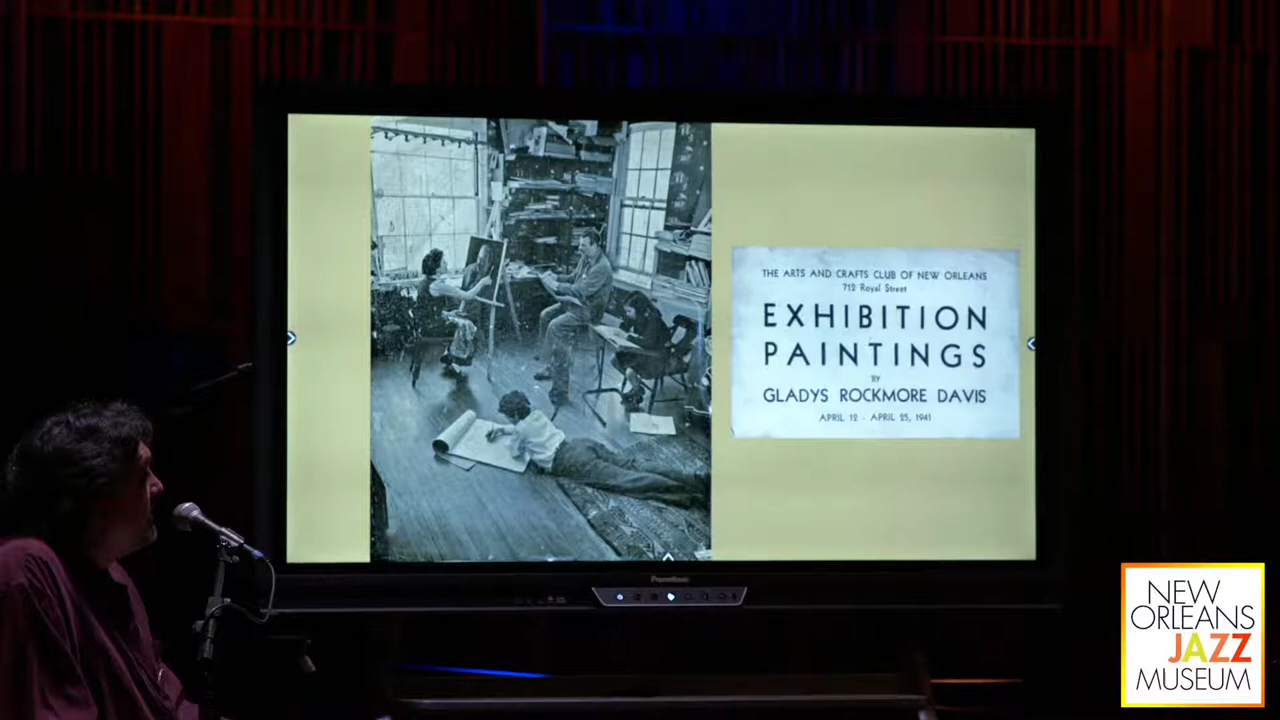 THE ARTS AND CRAFTS CLUB OF NEW ORLEANS
712 Royal Street
EXHIBITION
PAINTINGS
BY
GLADYS ROCKMORE DAVIS
APRIL 12 - APRIL 25, 1941
Promethean
NEW
ORLEANS
JAZZ
MUSEUM